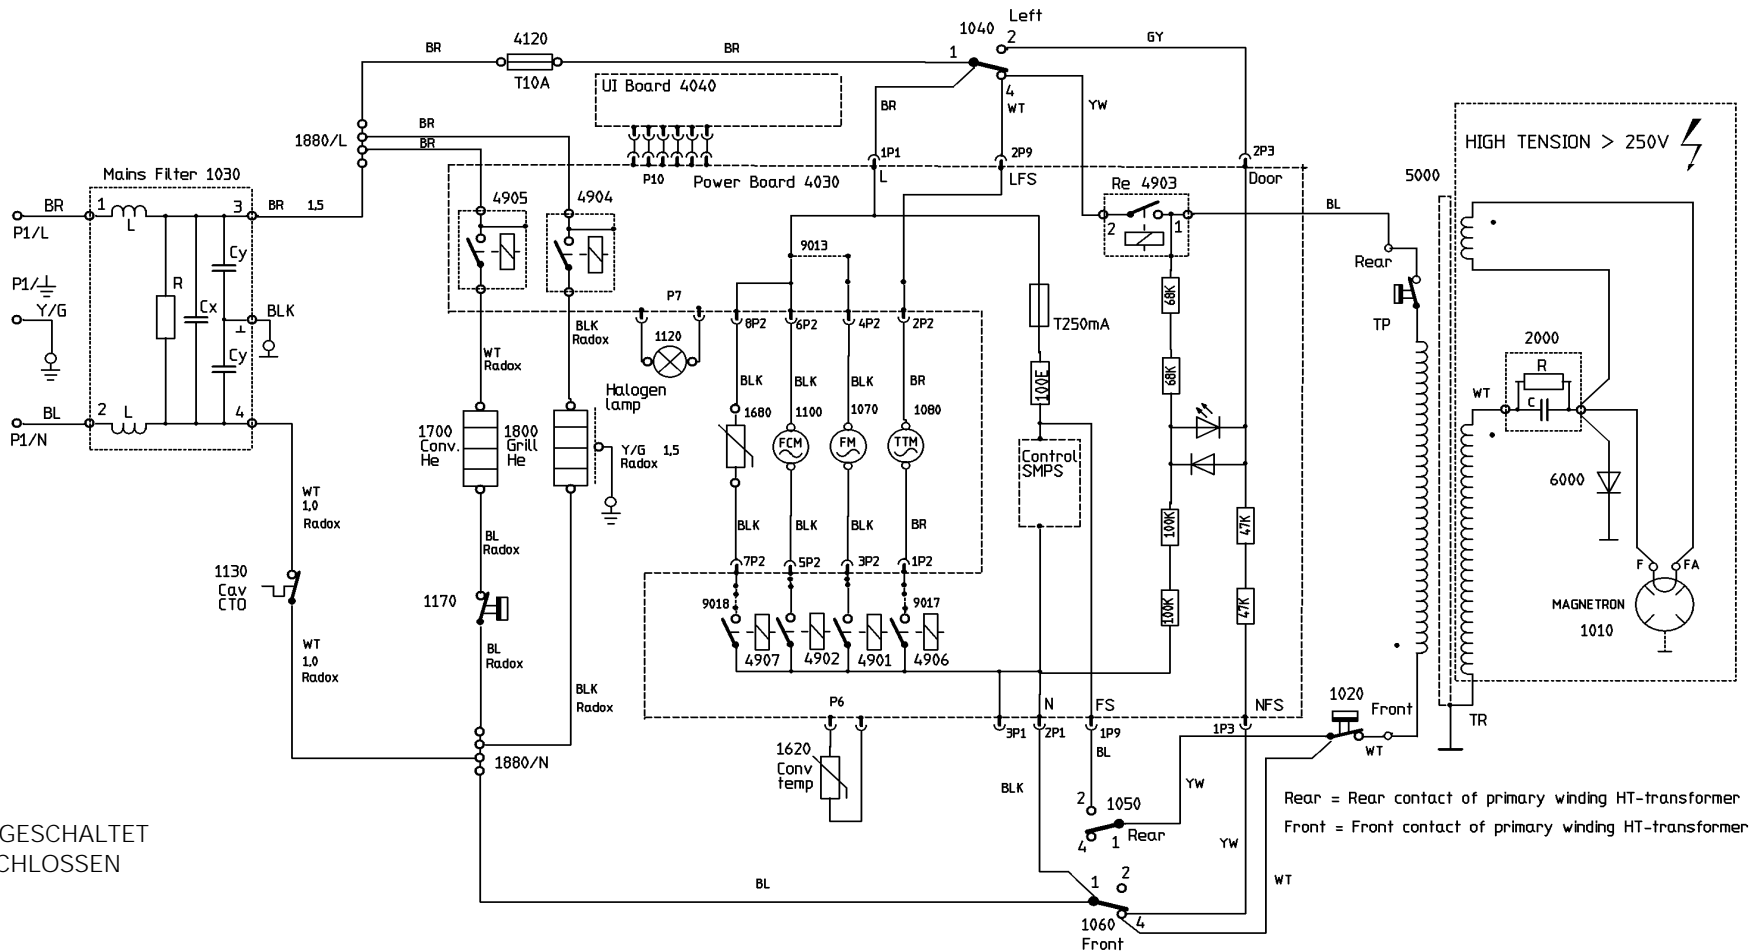 Left
1040
2
GY
4120
BR
BR
1
T10A
UI Board 4040
4
BR
WT
YW
BR
BR
1880/L
1P1
2P9
2P3
HIGH TENSION > 250V
Mains Filter 1030
P10
Power Board 4030
L
LFS
Re 4903
Door
5000
BR
1
3
BR 1,5
4905
4904
BL
P1/L
L
2
1
Cy
9013
Rear
P1/
Y/G
R
Cx
BLK
P7
68K
T250mA
TP
8P2
6P2
4P2
2P2
BLK
Radox
1120
WT
Radox
2000
R
C
WT
Cy
Halogen
lamp
BLK
BLK
BLK
BR
100E
68K
BL
2
L
4
P1/N
1680
1100
1070
1080
1700
Conv.
He
1800
Grill
He
Y/G 1,5
Radox
FCM
FM
TTM
Control
SMPS
6000
WT
1,0
Radox
BLK
BLK
BLK
BR
100K
47K
BL
Radox
7P2
5P2
3P2
1P2
F
FA
1130
Cav
CTO
1170
9018
9017
100K
47K
MAGNETRON
1010
WT
1,0
Radox
BL
Radox
4907
4902
4901
4906
BLK
Radox
P6
N
FS
NFS
1020
Front
TR
3P1
2P1
1P9
1P3
WT
1620
Conv
temp
BL
1880/N
BLK
YW
2
1050
Rear
4
1
Rear = Rear contact of primary winding HT-transformer
Front = Front contact of primary winding HT-transformer
GESCHALTET
CHLOSSEN
YW
BL
1
2
WT
1060
4
Front